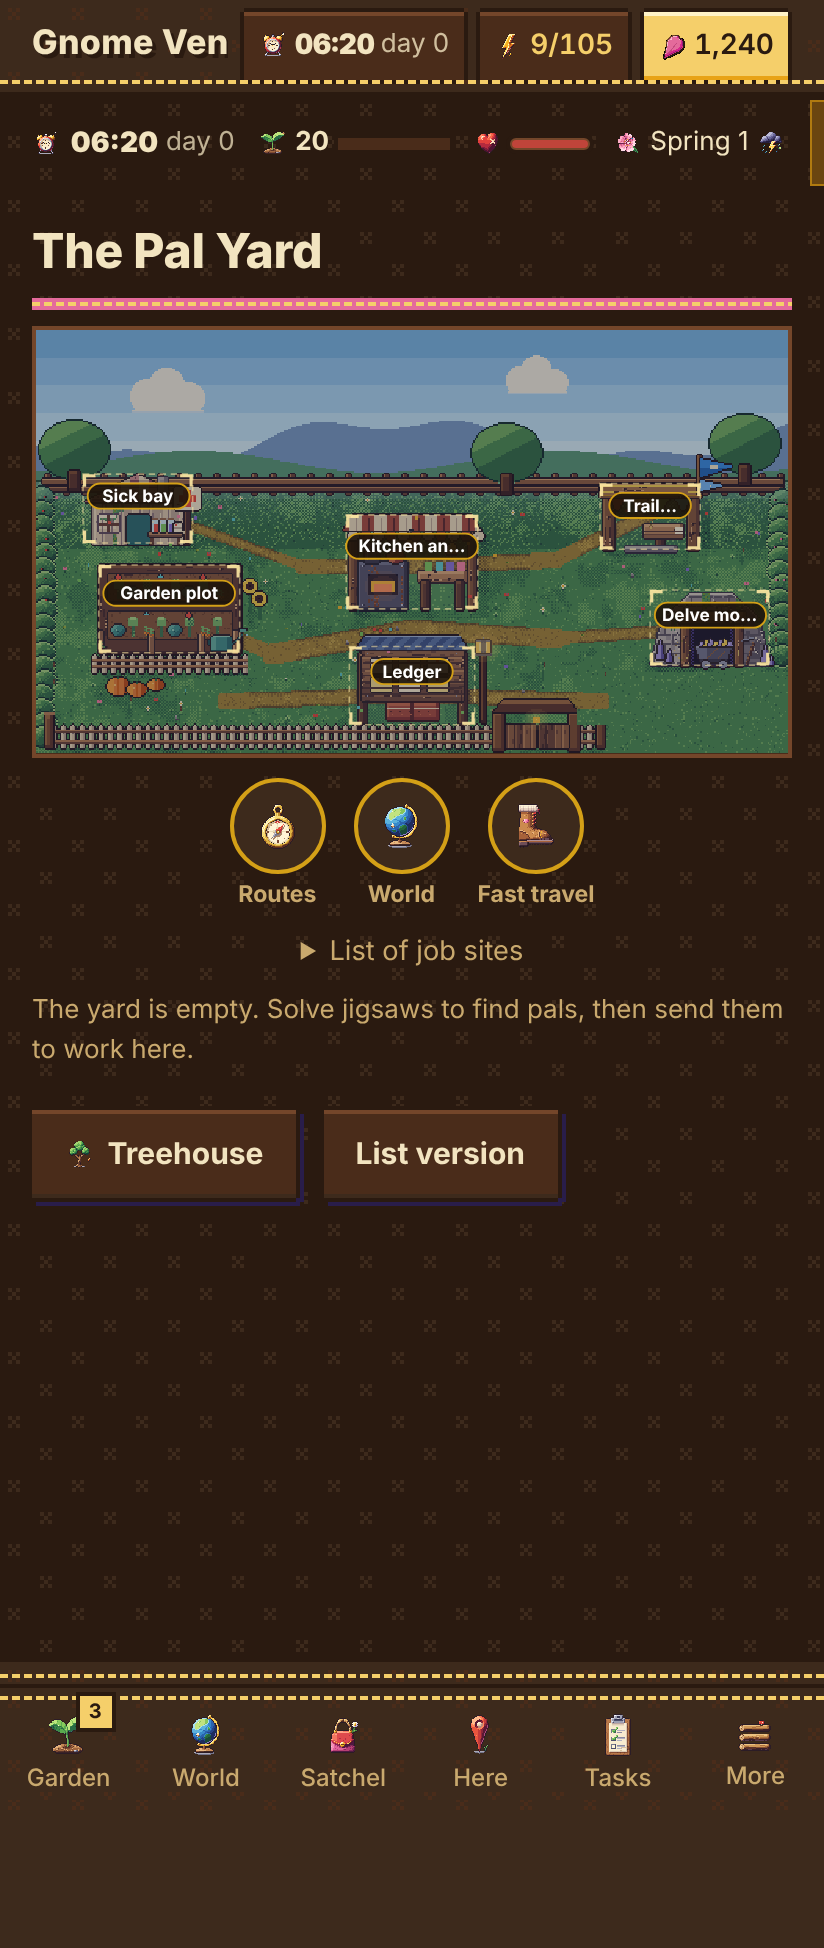 Gnome Ven
06:20 day 0
9/105
1,240
06:20 day 0
20
Spring 1
The Pal Yard
Sick bay
Trail...
Kitchen an...
Garden plot
Delve mo...
Ledger
Routes
World
Fast travel
▶ List of job sites
The yard is empty. Solve jigsaws to find pals, then send them
to work here.
Treehouse
List version
3
Garden
World
Satchel
Here
Tasks
More